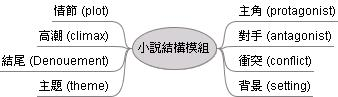 情節 (plot)
高潮 (climax)
結尾 (Denouement)
主題 (theme)
小說結構模組
主角 (protagonist)
對手 (antagonist)
衝突 (conflict)
背景 (setting)